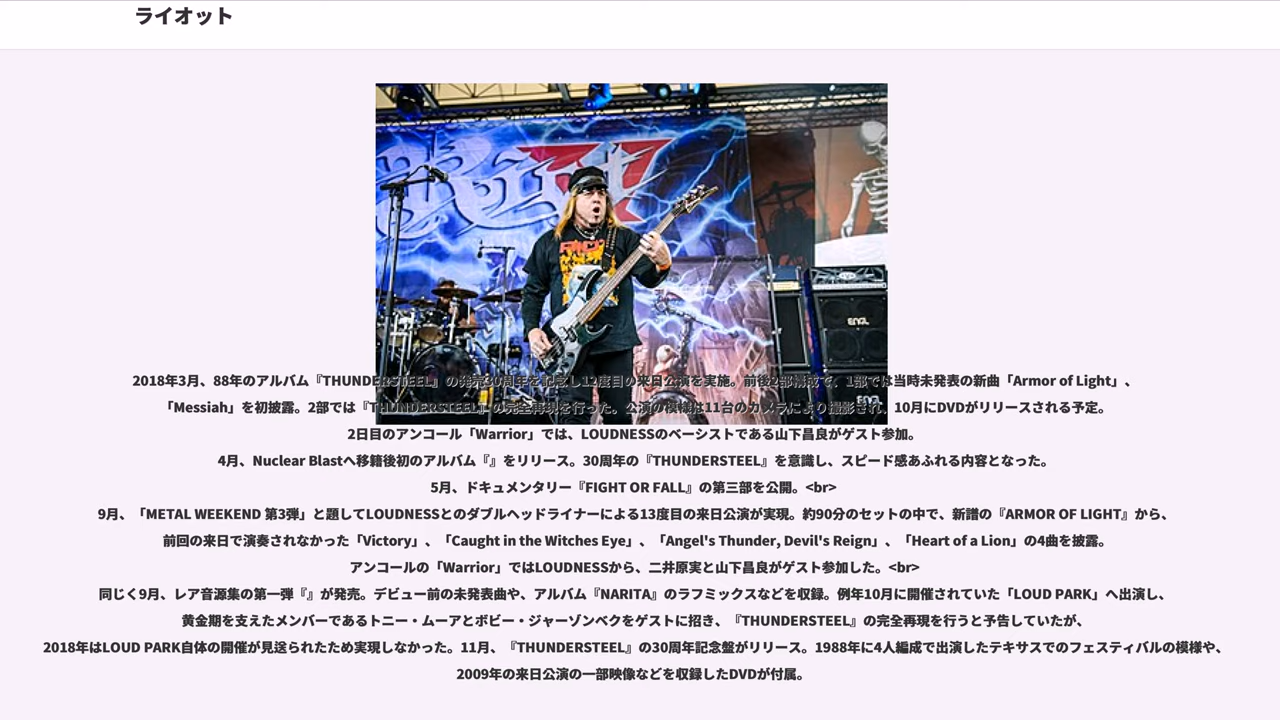 ライオット
Riot
ENGL
2018年3月、88年のアルバム『THUNDERSTEEL』の発売30周年を記念し12度目の来日公演を実施。前後2部構成で、1部では当時未発表の新曲「Armor of Light」、
「Messiah」を初披露。2部では『THUNDERSTEEL』の完全再現を行った。公演の模様は11台のカメラにより撮影され、10月にDVDがリリースされる予定。
2日目のアンコール「Warrior」では、LOUDNESSのベーシストである山下昌良がゲスト参加。
4月、Nuclear Blastへ移籍後初のアルバム『』をリリース。30周年の『THUNDERSTEEL』を意識し、スピード感あふれる内容となった。
5月、ドキュメンタリー『FIGHT OR FALL』の第三部を公開。<br>
9月、「METAL WEEKEND 第3弾」と題してLOUDNESSとのダブルヘッドライナーによる13度目の来日公演が実現。約90分のセットの中で、新譜の『ARMOR OF LIGHT』から、
前回の来日で演奏されなかった「Victory」、「Caught in the Witches Eye」、「Angel's Thunder, Devil's Reign」、「Heart of a Lion」の4曲を披露。
アンコールの「Warrior」ではLOUDNESSから、二井原実と山下昌良がゲスト参加した。<br>
同じく9月、レア音源集の第一弾『』が発売。デビュー前の未発表曲や、アルバム『NARITA』のラフミックスなどを収録。例年10月に開催されていた「LOUD PARK」へ出演し、
黄金期を支えたメンバーであるトニー・ムーアとボビー・ジャーゾンベクをゲストに招き、『THUNDERSTEEL』の完全再現を行うと予告していたが、
2018年はLOUD PARK自体の開催が見送られたため実現しなかった。11月、『THUNDERSTEEL』の30周年記念盤がリリース。1988年に4人編成で出演したテキサスでのフェスティバルの模様や、
2009年の来日公演の一部映像などを収録したDVDが付属。